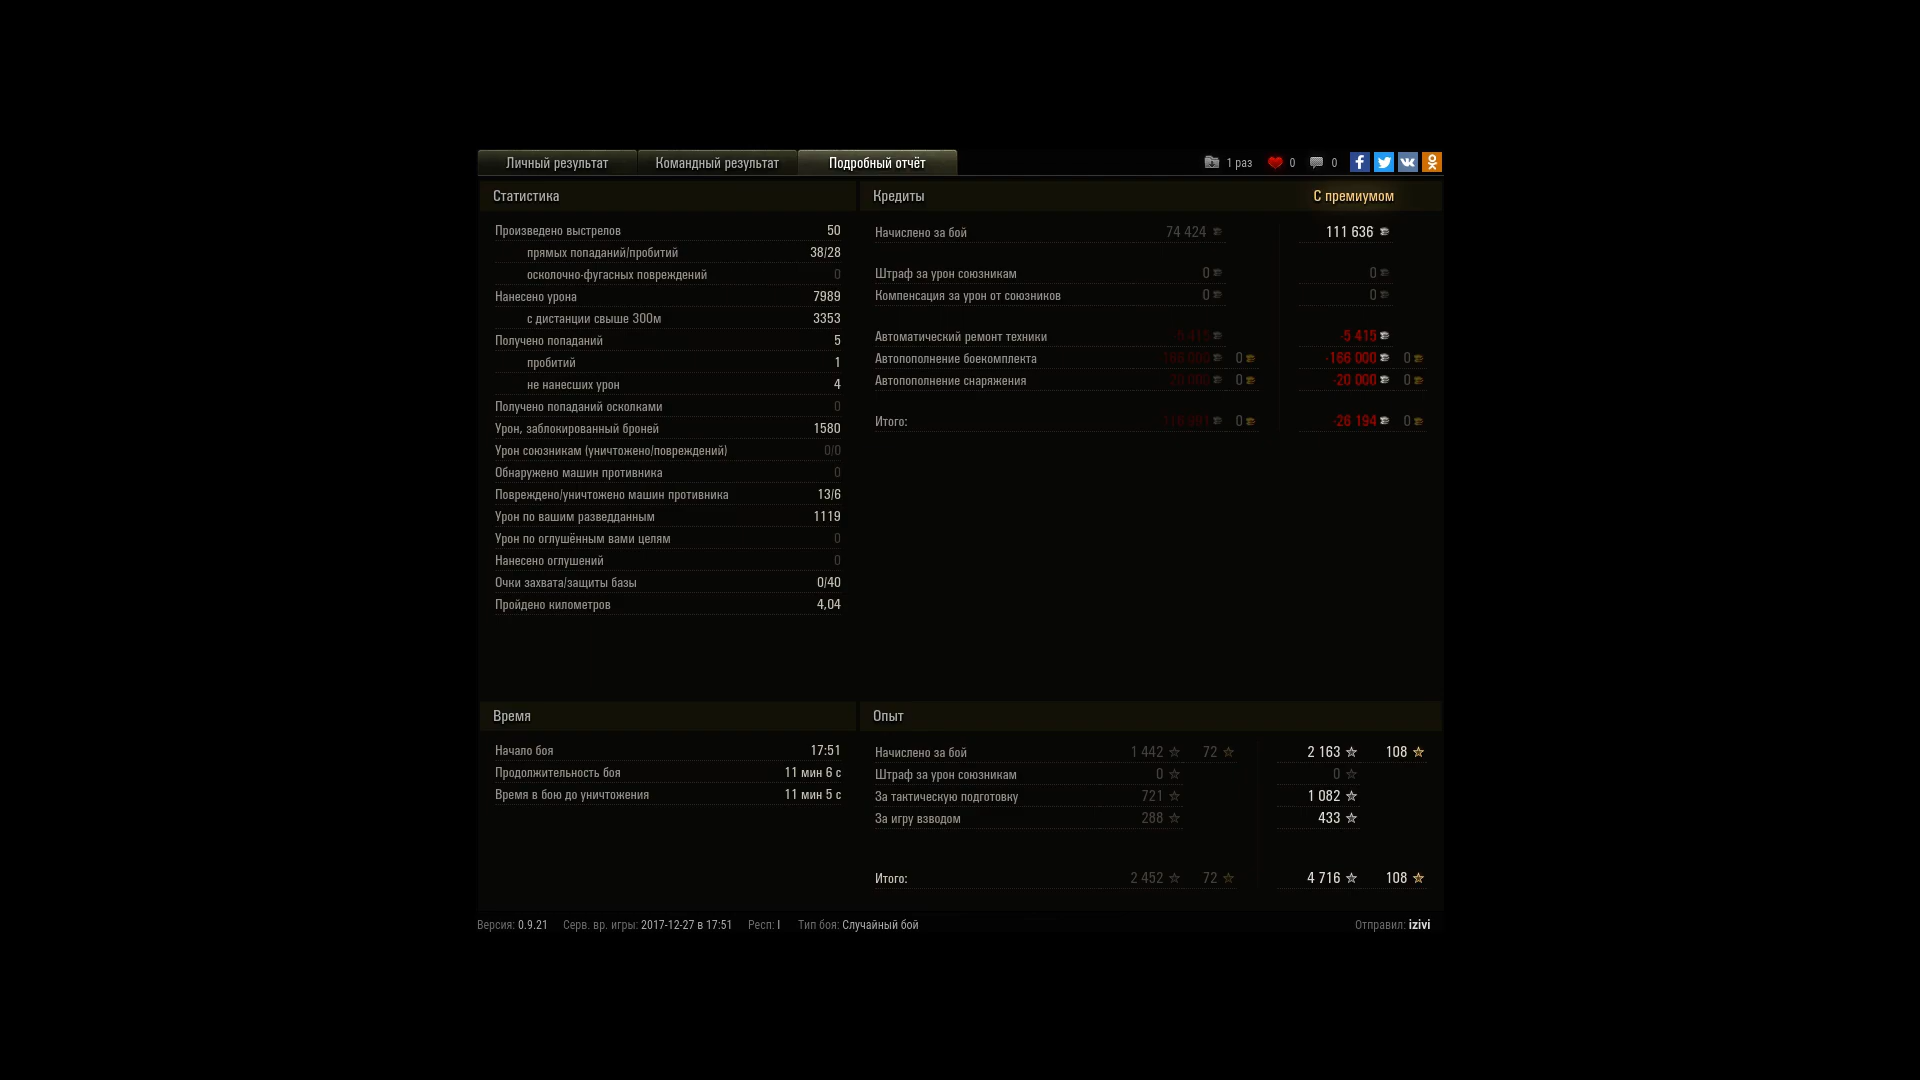 Личный результат Командный результат Подробный отчёт 1 раз 0 0
Статистика
Произведено выстрелов 50
прямых попаданий/пробитий 38/28
осколочно-фугасных повреждений 0
Нанесено урона 7989
с дистанции свыше 300м 3353
Получено попаданий 5
пробитий 1
не нанесших урон 4
Получено попаданий осколками 0
Урон, заблокированный броней 1580
Урон союзникам (уничтожено/повреждений) 0/0
Обнаружено машин противника 0
Повреждено/уничтожено машин противника 13/6
Урон по вашим разведданным 1119
Урон по оглушённым вами целям 0
Нанесено оглушений 0
Очки захвата/защиты базы 0/40
Пройдено километров 4,04
Кредиты С премиумом
Начислено за бой 74 424 111 636
Штраф за урон союзникам 0 0
Компенсация за урон от союзников 0 0
Автоматический ремонт техники -5 415 -5 415
Автопополнение боекомплекта 166 000 0 -166 000 0
Автопополнение снаряжения 20 000 0 -20 000 0
Итого: 0 -26 194 0
Время
Начало боя 17:51
Продолжительность боя 11 мин 6 с
Время в бою до уничтожения 11 мин 5 с
Опыт
Начислено за бой 1 442 72 2 163 108
Штраф за урон союзникам 0 0
За тактическую подготовку 721 1 082
За игру взводом 288 433
Итого: 2 452 72 4 716 108
Версия: 0.9.21 Серв. вр. игры: 2017-12-27 в 17:51 Респ: I Тип боя: Случайный бой Отправил: izivi